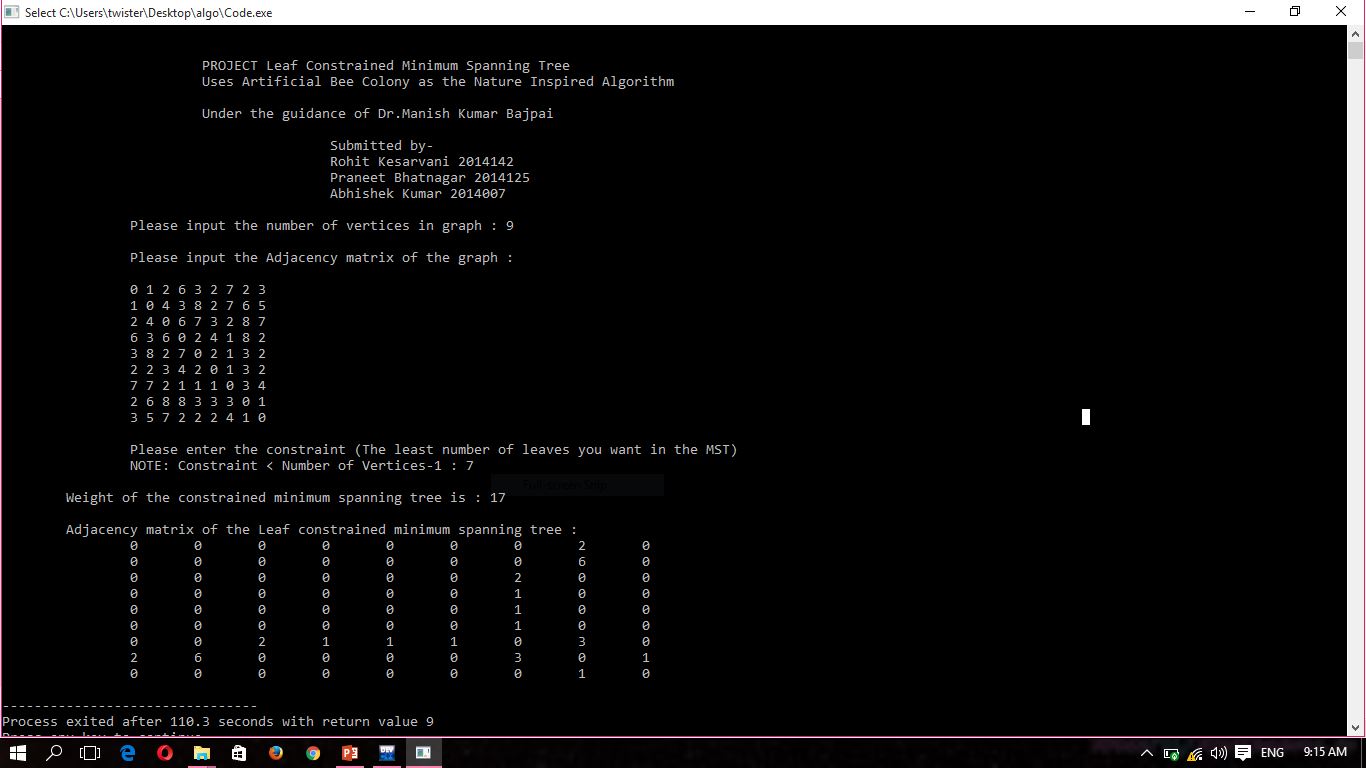 Select C:\Users\twister\Desktop\algo\Code.exe
PROJECT Leaf Constrained Minimum Spanning Tree
Uses Artificial Bee Colony as the Nature Inspired Algorithm
Under the guidance of Dr.Manish Kumar Bajpai
Submitted by-
Rohit Kesarvani 2014142
Praneet Bhatnagar 2014125
Abhishek Kumar 2014007
Please input the number of vertices in graph : 9
Please input the Adjacency matrix of the graph :
0 1 2 6 3 2 7 2 3
1 0 4 3 8 2 7 6 5
2 4 0 6 7 3 2 8 7
6 3 6 0 2 4 1 8 2
3 8 2 7 0 2 1 3 2
2 2 3 4 2 0 1 3 2
7 7 2 1 1 1 0 3 4
2 6 8 8 3 3 3 0 1
3 5 7 2 2 2 4 1 0
Please enter the constraint (The least number of leaves you want in the MST)
NOTE: Constraint < Number of Vertices-1 : 7
Full-screen Snip
Weight of the constrained minimum spanning tree is : 17
Adjacency matrix of the Leaf constrained minimum spanning tree :
0 0 0 0 0 0 0 2 0
0 0 0 0 0 0 0 6 0
0 0 0 0 0 0 2 0 0
0 0 0 0 0 0 1 0 0
0 0 0 0 0 0 1 0 0
0 0 0 0 0 0 1 0 0
0 0 2 1 1 1 0 3 0
2 6 0 0 0 0 3 0 1
0 0 0 0 0 0 0 1 0
--------------------------------
Process exited after 110.3 seconds with return value 9
Press any key to continue
ENG 9:15 AM